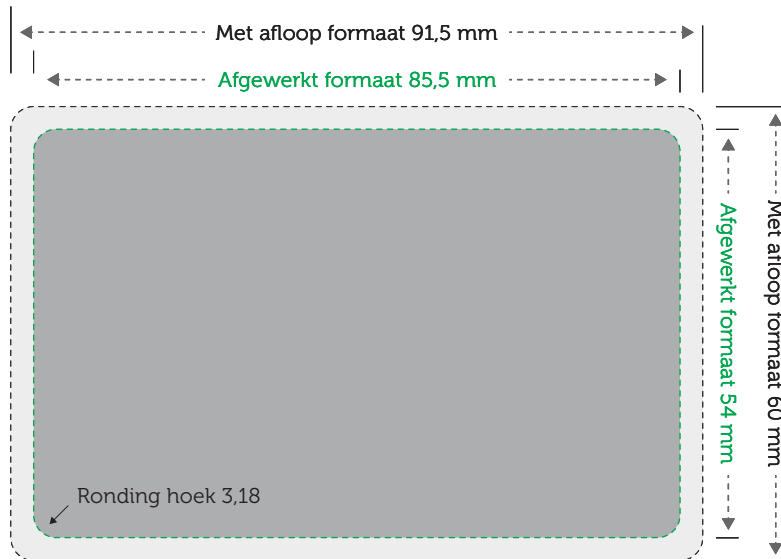 Met afloop formaat 91,5 mm
Afgewerkt formaat 85,5 mm
Afgewerkt formaat 54 mm
Met afloop formaat 60 mm
Ronding hoek 3,18